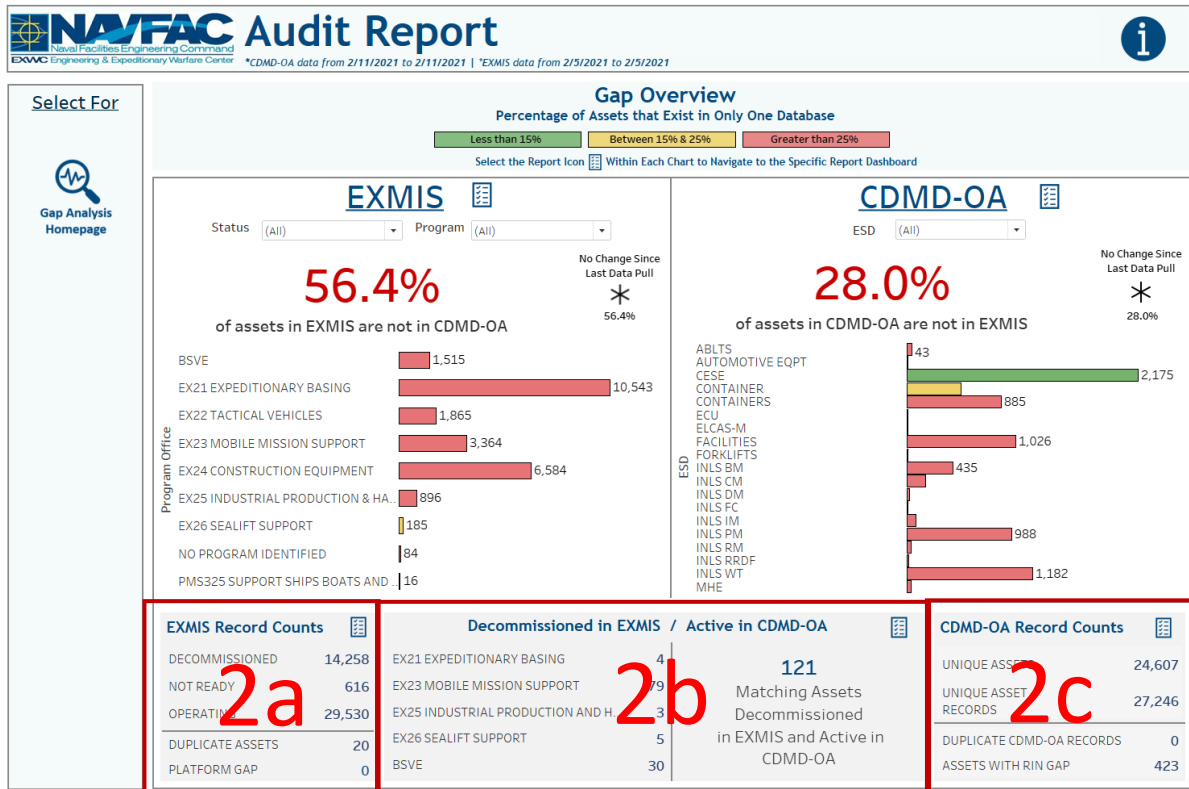 NAVFAC
Naval Facilities Engineering Command
EXWC Engineering & Expeditionary Warfare Center
Audit Report
*CDMD-OA data from 2/11/2021 to 2/11/2021 | *EXMIS data from 2/5/2021 to 2/5/2021
i
Select For
Gap Analysis
Homepage
Gap Overview
Percentage of Assets that Exist in Only One Database
Less than 15% Between 15% & 25% Greater than 25%
Select the Report Icon Within Each Chart to Navigate to the Specific Report Dashboard
EXMIS
Status (All) Program (All)
56.4%
of assets in EXMIS are not in CDMD-OA
No Change Since
Last Data Pull
56.4%
Program Office
BSVE 1,515
EX21 EXPEDITIONARY BASING 10,543
EX22 TACTICAL VEHICLES 1,865
EX23 MOBILE MISSION SUPPORT 3,364
EX24 CONSTRUCTION EQUIPMENT 6,584
EX25 INDUSTRIAL PRODUCTION & HA.. 896
EX26 SEALIFT SUPPORT 185
NO PROGRAM IDENTIFIED 84
PMS325 SUPPORT SHIPS BOATS AND .. 16
CDMD-OA
ESD (All)
28.0%
of assets in CDMD-OA are not in EXMIS
No Change Since
Last Data Pull
28.0%
ESD
ABLTS 43
AUTOMOTIVE EQPT
CESE 2,175
CONTAINER
CONTAINERS 885
ECU
ELCAS-M
FACILITIES 1,026
FORKLIFTS
INLS BM 435
INLS CM
INLS DM
INLS FC
INLS IM
INLS PM 988
INLS RM
INLS RRDF
INLS WT 1,182
MHE
EXMIS Record Counts
DECOMMISSIONED 14,258
NOT READY 616
OPERATING 29,530
DUPLICATE ASSETS 20
PLATFORM GAP 0
2a
Decommissioned in EXMIS / Active in CDMD-OA
EX21 EXPEDITIONARY BASING 4
EX23 MOBILE MISSION SUPPORT 79
EX25 INDUSTRIAL PRODUCTION AND H.. 3
EX26 SEALIFT SUPPORT 5
BSVE 30
2b
121
Matching Assets
Decommissioned
in EXMIS and Active in
CDMD-OA
CDMD-OA Record Counts
UNIQUE ASSETS 24,607
UNIQUE ASSET
RECORDS 27,246
DUPLICATE CDMD-OA RECORDS 0
ASSETS WITH RIN GAP 423
2c